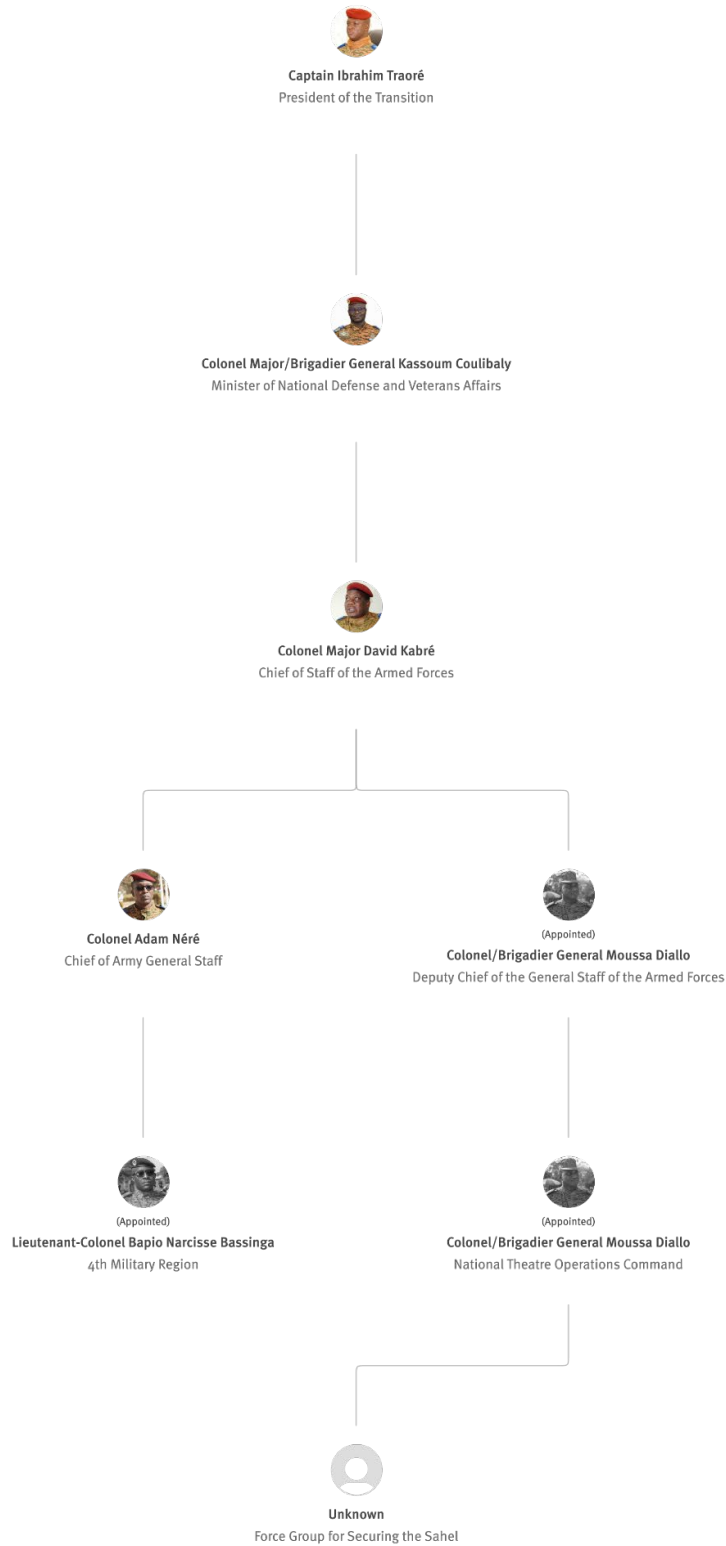 Captain Ibrahim Traoré
President of the Transition
Colonel Major/Brigadier General Kassoum Coulibaly
Minister of National Defense and Veterans Affairs
Colonel Major David Kabré
Chief of Staff of the Armed Forces
Colonel Adam Néré
Chief of Army General Staff
(Appointed)
Colonel/Brigadier General Moussa Diallo
Deputy Chief of the General Staff of the Armed Forces
(Appointed)
Lieutenant-Colonel Bapio Narcisse Bassinga
4th Military Region
(Appointed)
Colonel/Brigadier General Moussa Diallo
National Theatre Operations Command
Unknown
Force Group for Securing the Sahel